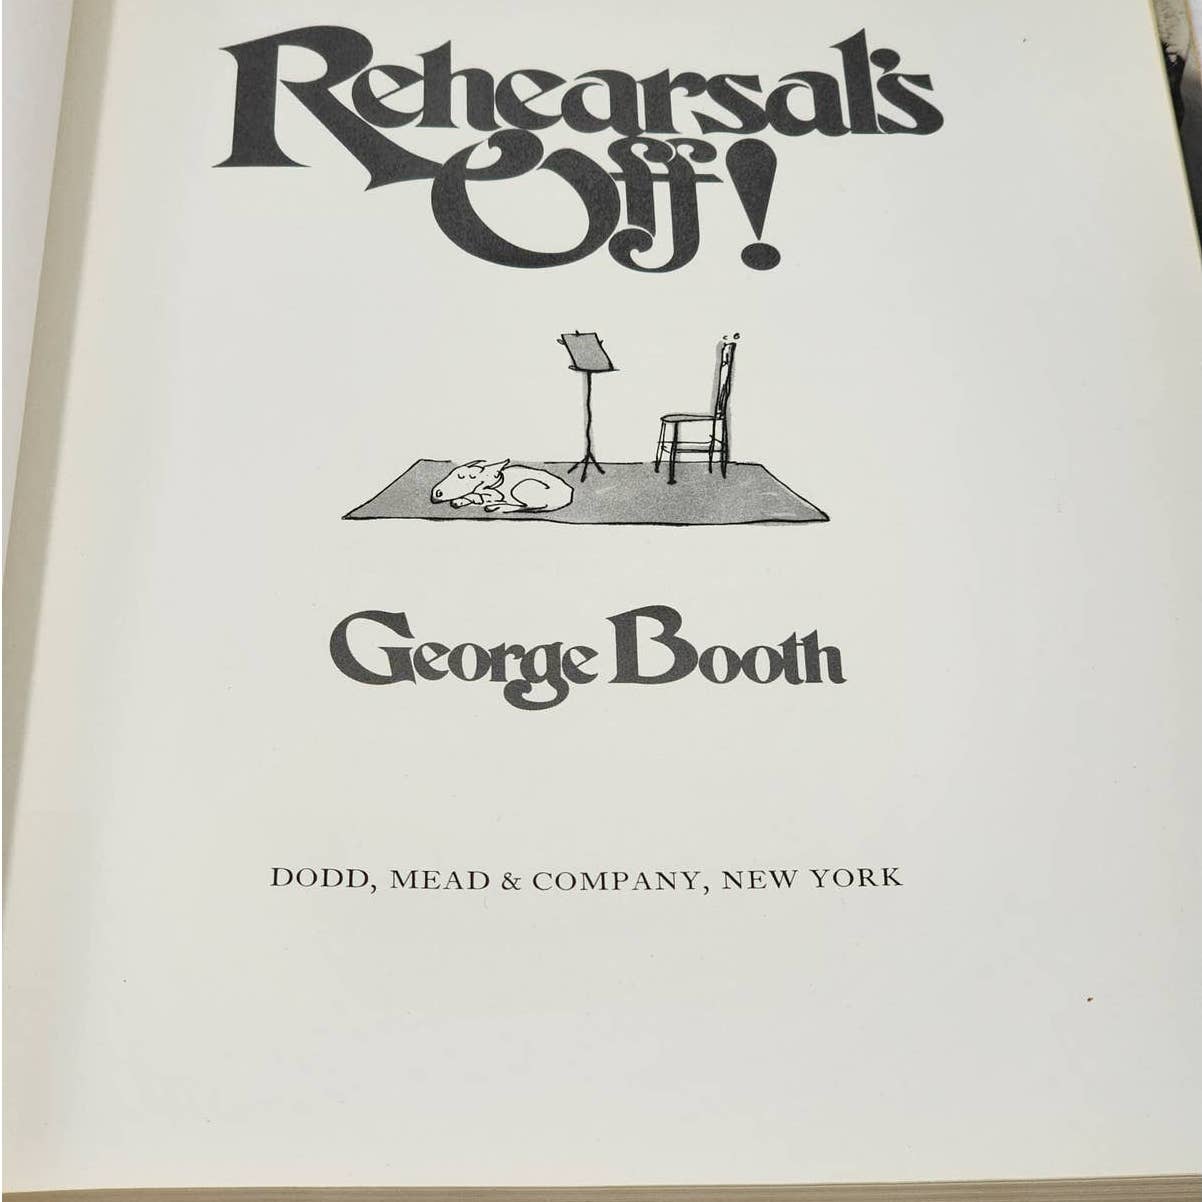 Rehearsal's
Off!
George Booth
DODD, MEAD & COMPANY, NEW YORK